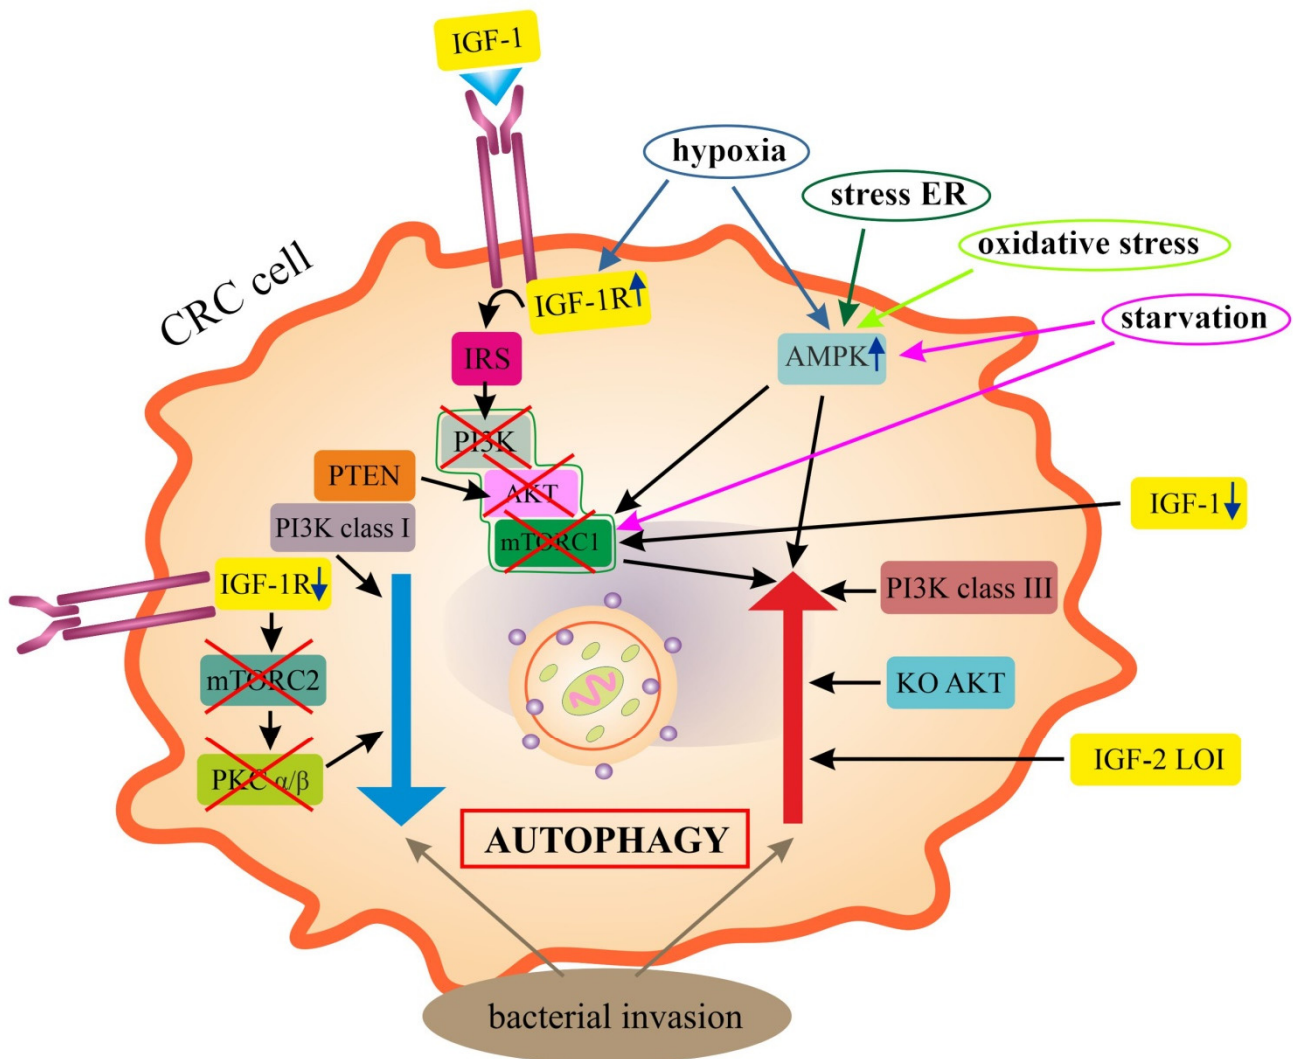 IGF-1
hypoxia
stress ER
oxidative stress
starvation
CRC cell
IGF-1R
IRS
AMPK
PI3K
PTEN
AKT
PI3K class I
mTORC1
IGF-1
IGF-1R
PI3K class III
mTORC2
KO AKT
PKC α/β
IGF-2 LOI
AUTOPHAGY
bacterial invasion